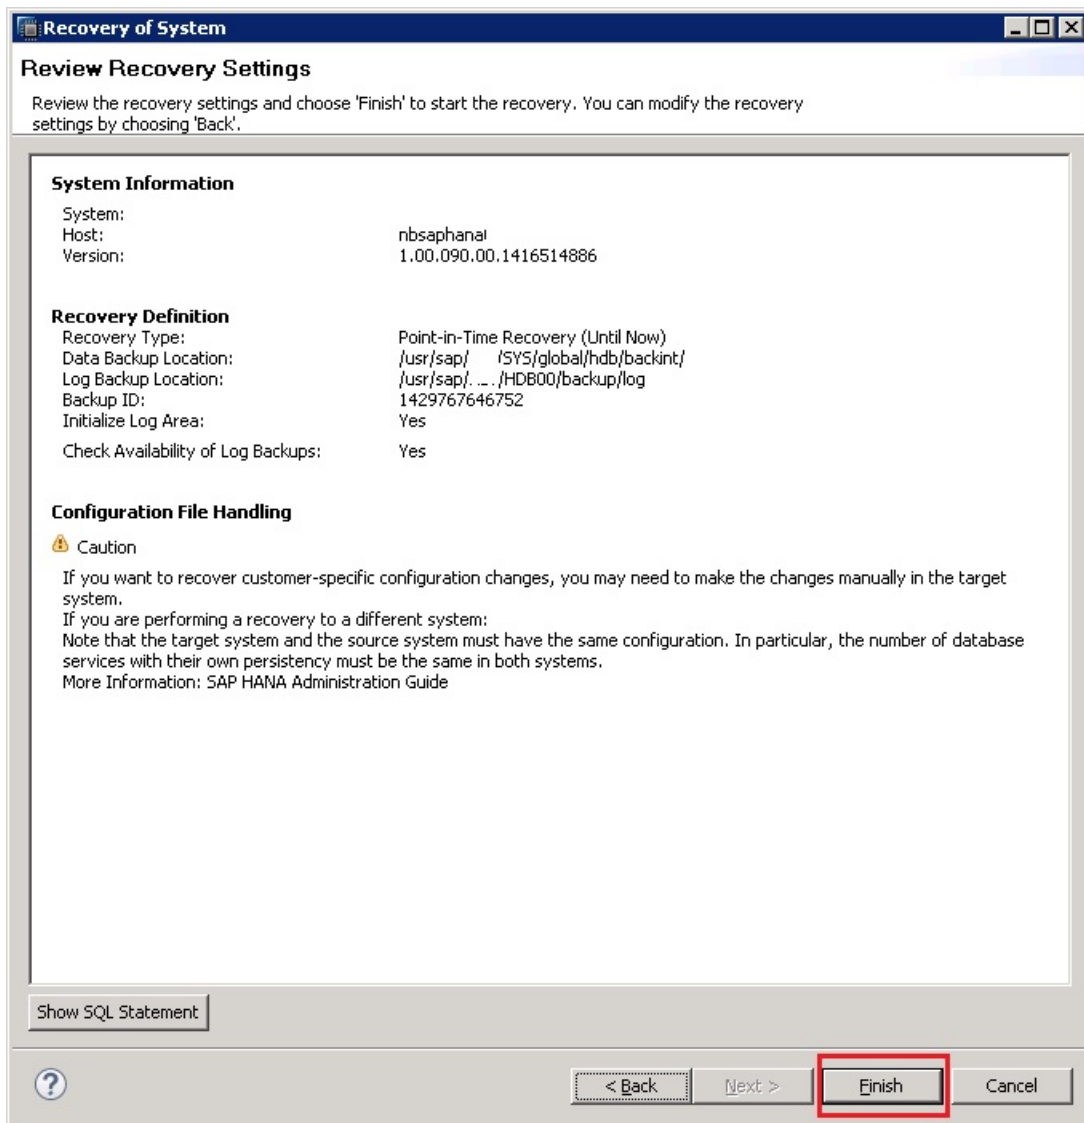 Recovery of System
Review Recovery Settings
Review the recovery settings and choose 'Finish' to start the recovery. You can modify the recovery
settings by choosing 'Back'.
System Information
System:
Host: nbsaphana
Version: 1.00.090.00.1416514886
Recovery Definition
Recovery Type: Point-in-Time Recovery (Until Now)
Data Backup Location: /usr/sap/ /SYS/global/hdb/backint/
Log Backup Location: /usr/sap/ /HDB00/backup/log
Backup ID: 1429767646752
Initialize Log Area: Yes
Check Availability of Log Backups: Yes
Configuration File Handling
Caution
If you want to recover customer-specific configuration changes, you may need to make the changes manually in the target
system.
If you are performing a recovery to a different system:
Note that the target system and the source system must have the same configuration. In particular, the number of database
services with their own persistency must be the same in both systems.
More Information: SAP HANA Administration Guide
Show SQL Statement
? < Back Next > Finish Cancel